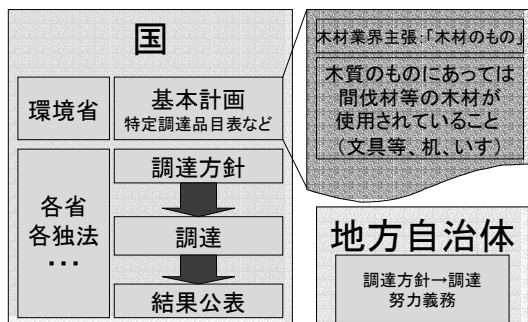 国
環境省
基本計画
特定調達品目表など
各省
各独法
・・・
調達方針
調達
結果公表
木材業界主張:「木材のもの」
木質のものにあっては
間伐材等の木材が
使用されていること
（文具等、机、いす）
地方自治体
調達方針→調達
努力義務